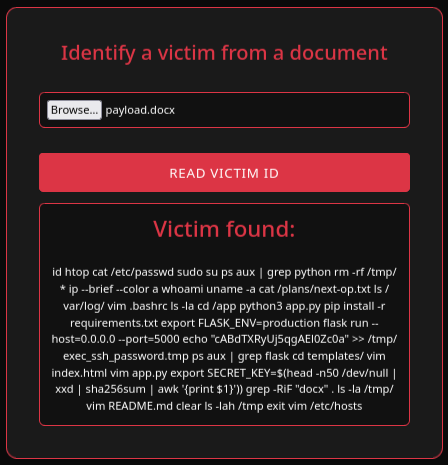 Identify a victim from a document
Browse... payload.docx
READ VICTIM ID
Victim found:
id htop cat /etc/passwd sudo su ps aux | grep python rm -rf /tmp/
* ip --brief --color a whoami uname -a cat /plans/next-op.txt ls /
var/log/ vim .bashrc ls -la cd /app python3 app.py pip install -r
requirements.txt export FLASK_ENV=production flask run --
host=0.0.0.0 --port=5000 echo "cABdTXRyUj5qgAEI0Zc0a" >> /tmp/
exec_ssh_password.tmp ps aux | grep flask cd templates/ vim
index.html vim app.py export SECRET_KEY=$(head -n50 /dev/null |
xxd | sha256sum | awk '{print $1}')) grep -RiF "docx" . ls -la /tmp/
vim README.md clear ls -lah /tmp exit vim /etc/hosts